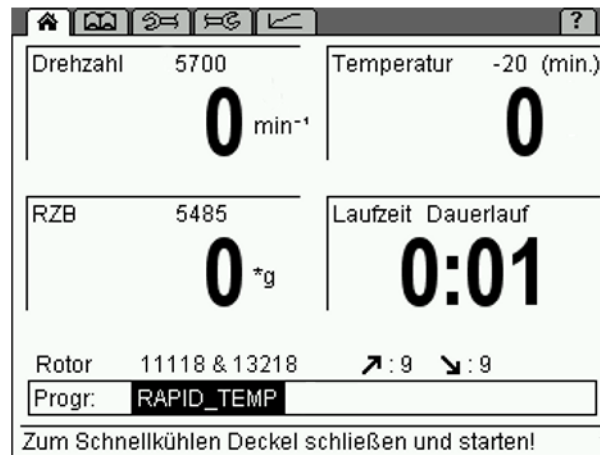 ?
Drehzahl 5700
0 min⁻¹
Temperatur -20 (min.)
0
RZB 5485
0 *g
Laufzeit Dauerlauf
0:01
Rotor 11118 & 13218 ↗ : 9 ↘ : 9
Progr: RAPID_TEMP
Zum Schnellkühlen Deckel schließen und starten!